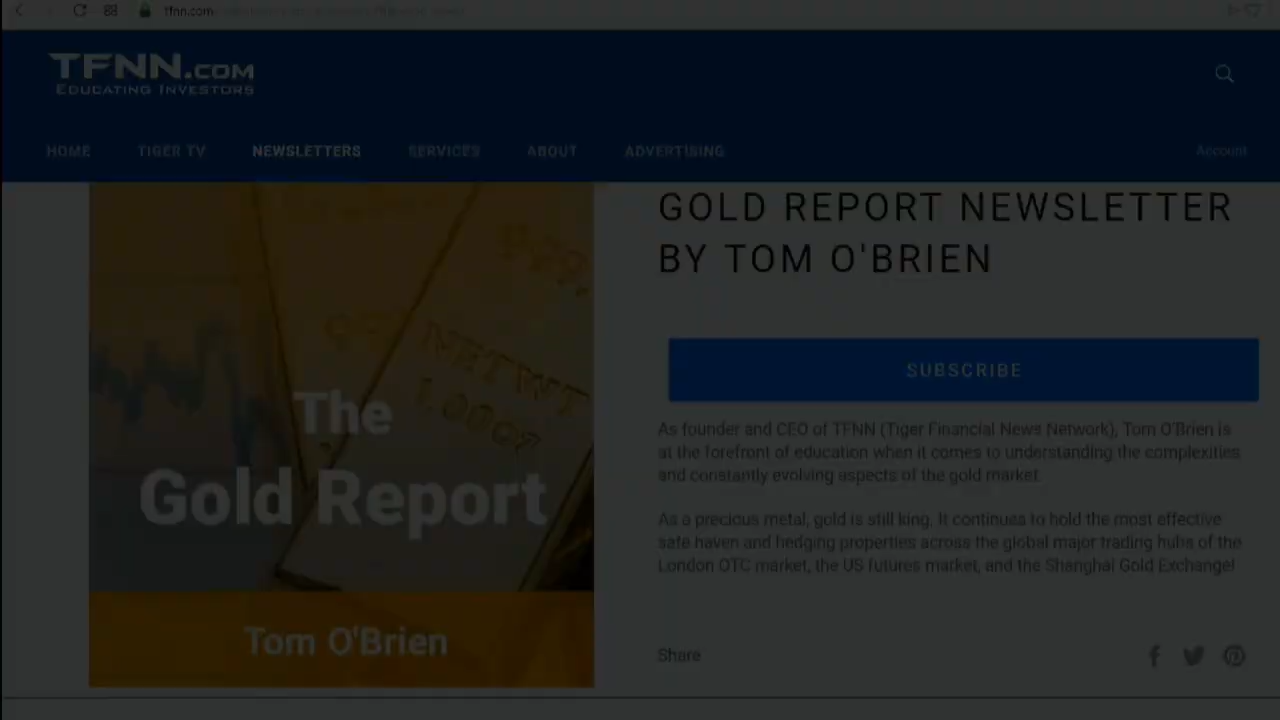 tfnn.com
TFNN.COM
EDUCATING INVESTORS
HOME TIGER TV NEWSLETTERS SERVICES ABOUT ADVERTISING Account
GOLD REPORT NEWSLETTER
BY TOM O'BRIEN
SUBSCRIBE
As founder and CEO of TFNN (Tiger Financial News Network), Tom O'Brien is
at the forefront of education when it comes to understanding the complexities
and constantly evolving aspects of the gold market.
As a precious metal, gold is still king. It continues to hold the most effective
safe haven and hedging properties across the global major trading hubs of the
London OTC market, the US futures market, and the Shanghai Gold Exchange!
Share
NETWT
The
Gold Report
Tom O'Brien